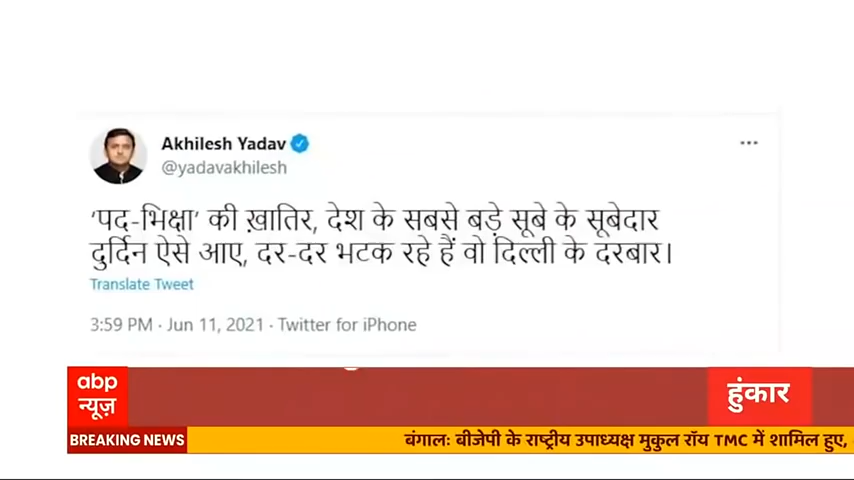 Akhilesh Yadav
@yadavakhilesh
‘पद-भिक्षा’ की ख़ातिर, देश के सबसे बड़े सूबे के सूबेदार
दुर्दिन ऐसे आए, दर-दर भटक रहे हैं वो दिल्ली के दरबार।
Translate Tweet
3:59 PM · Jun 11, 2021 · Twitter for iPhone
abp
न्यूज़
हुंकार
BREAKING NEWS
बंगालः बीजेपी के राष्ट्रीय उपाध्यक्ष मुकुल रॉय TMC में शामिल हुए,